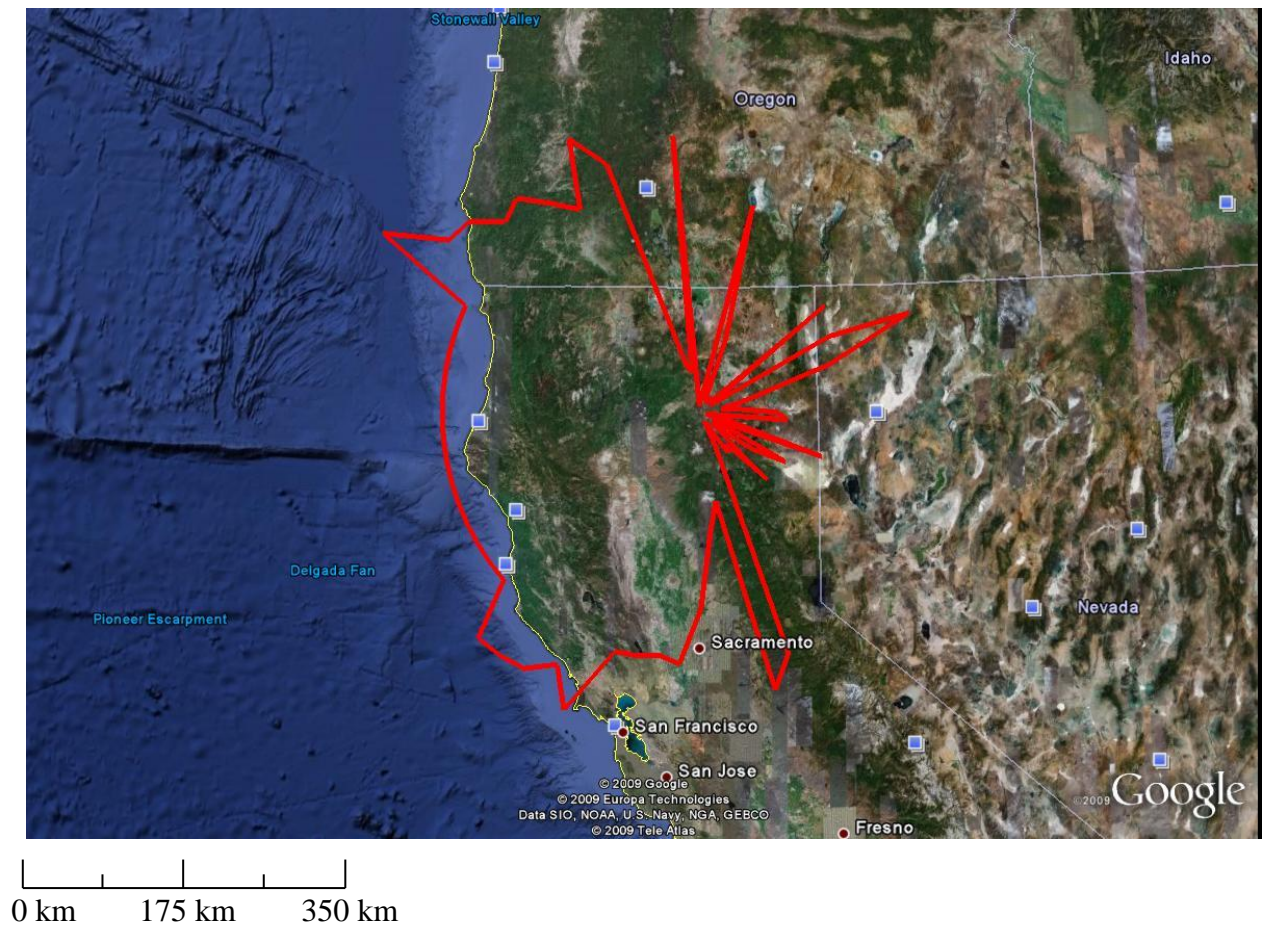 Stonewall Valley
Idaho
Oregon
Delgada Fan
Pioneer Escarpment
Nevada
Sacramento
San Francisco
San Jose
© 2009 Google
© 2009 Europa Technologies
Data SIO, NOAA, U.S. Navy, NGA, GEBCO
© 2009 Tele Atlas
©2009 Google
Fresno
0 km 175 km 350 km